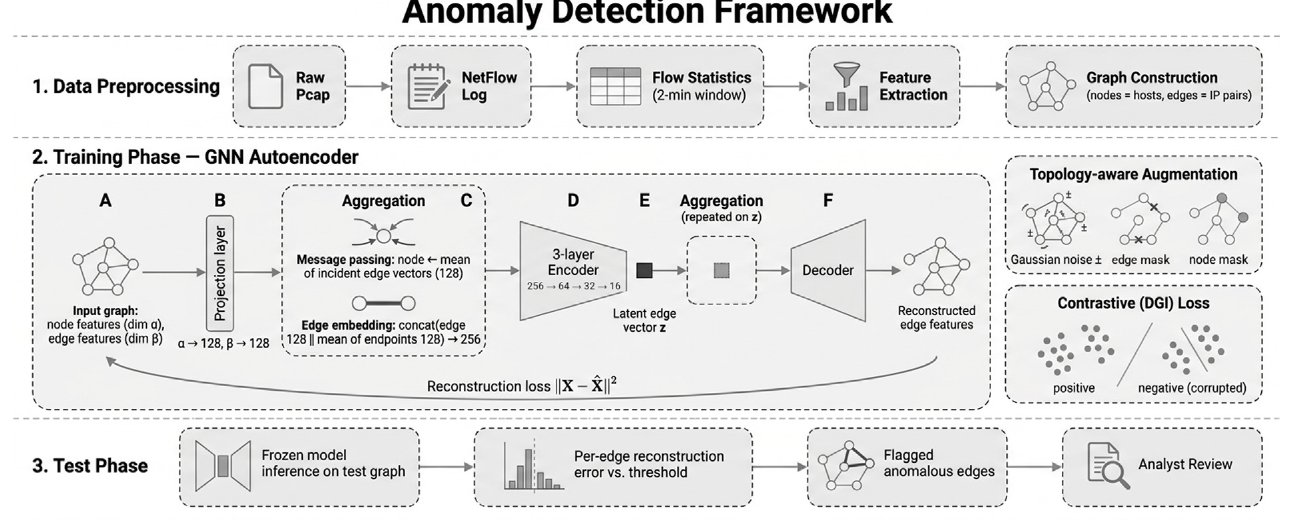 Anomaly Detection Framework
1. Data Preprocessing
Raw
Pcap
NetFlow
Log
Flow Statistics
(2-min window)
Feature
Extraction
Graph Construction
(nodes = hosts, edges = IP pairs)
2. Training Phase — GNN Autoencoder
A
Input graph:
node features (dim α),
edge features (dim β)
B
Projection layer
α → 128, β → 128
Aggregation
C
Message passing: node ← mean
of incident edge vectors (128)
Edge embedding: concat(edge
128 || mean of endpoints 128) → 256
D
3-layer
Encoder
256 → 64 → 32 → 16
E
Latent edge
vector z
Aggregation
(repeated on z)
F
Decoder
Reconstructed
edge features
Reconstruction loss ||X − X̂||²
Topology-aware Augmentation
± ± ±
Gaussian noise ±
edge mask
node mask
Contrastive (DGI) Loss
positive
negative (corrupted)
3. Test Phase
Frozen model
inference on test graph
Per-edge reconstruction
error vs. threshold
Flagged
anomalous edges
Analyst Review